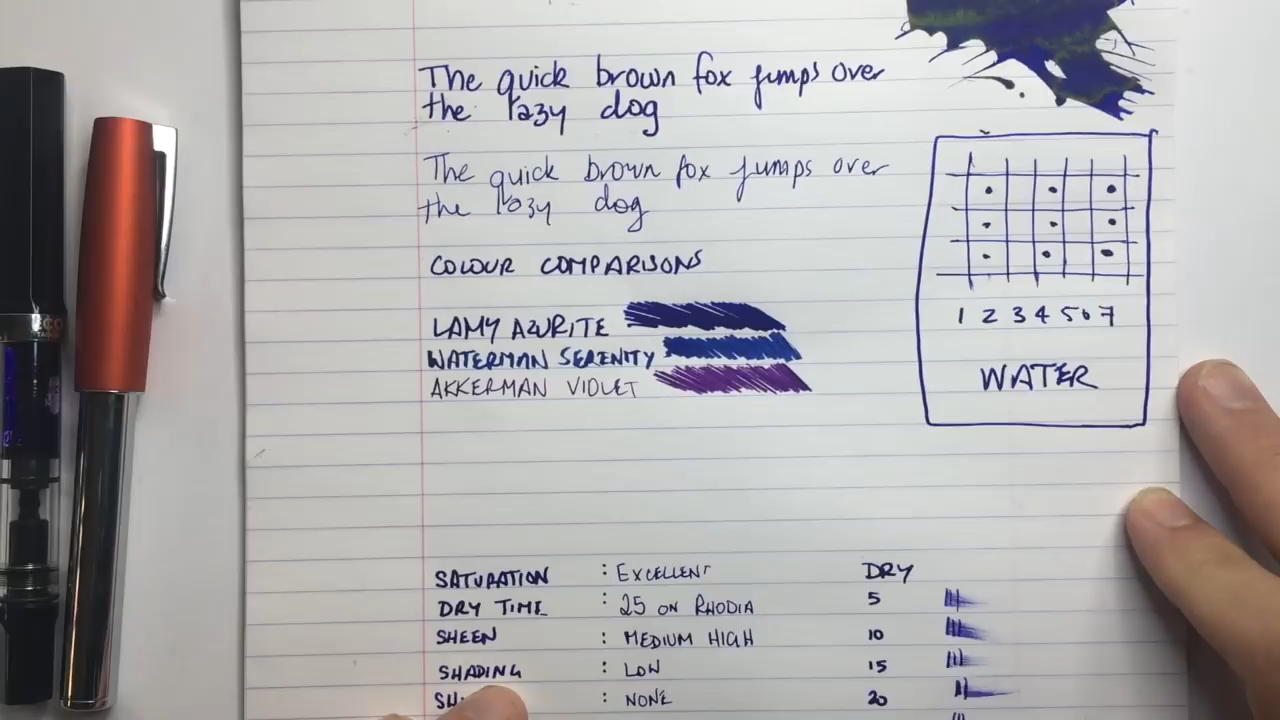 The quick brown fox jumps over
the lazy dog
The quick brown fox jumps over
the lazy dog
COLOUR COMPARISONS
LAMY AZURITE
WATERMAN SERENITY
AKKERMAN VIOLET
1 2 3 4 5 6 7
WATER
SATURATION : EXCELLENT DRY
DRY TIME : 25 ON RHODIA 5
SHEEN : MEDIUM HIGH 10
SHADING : LOW 15
: NONE 20
ECO